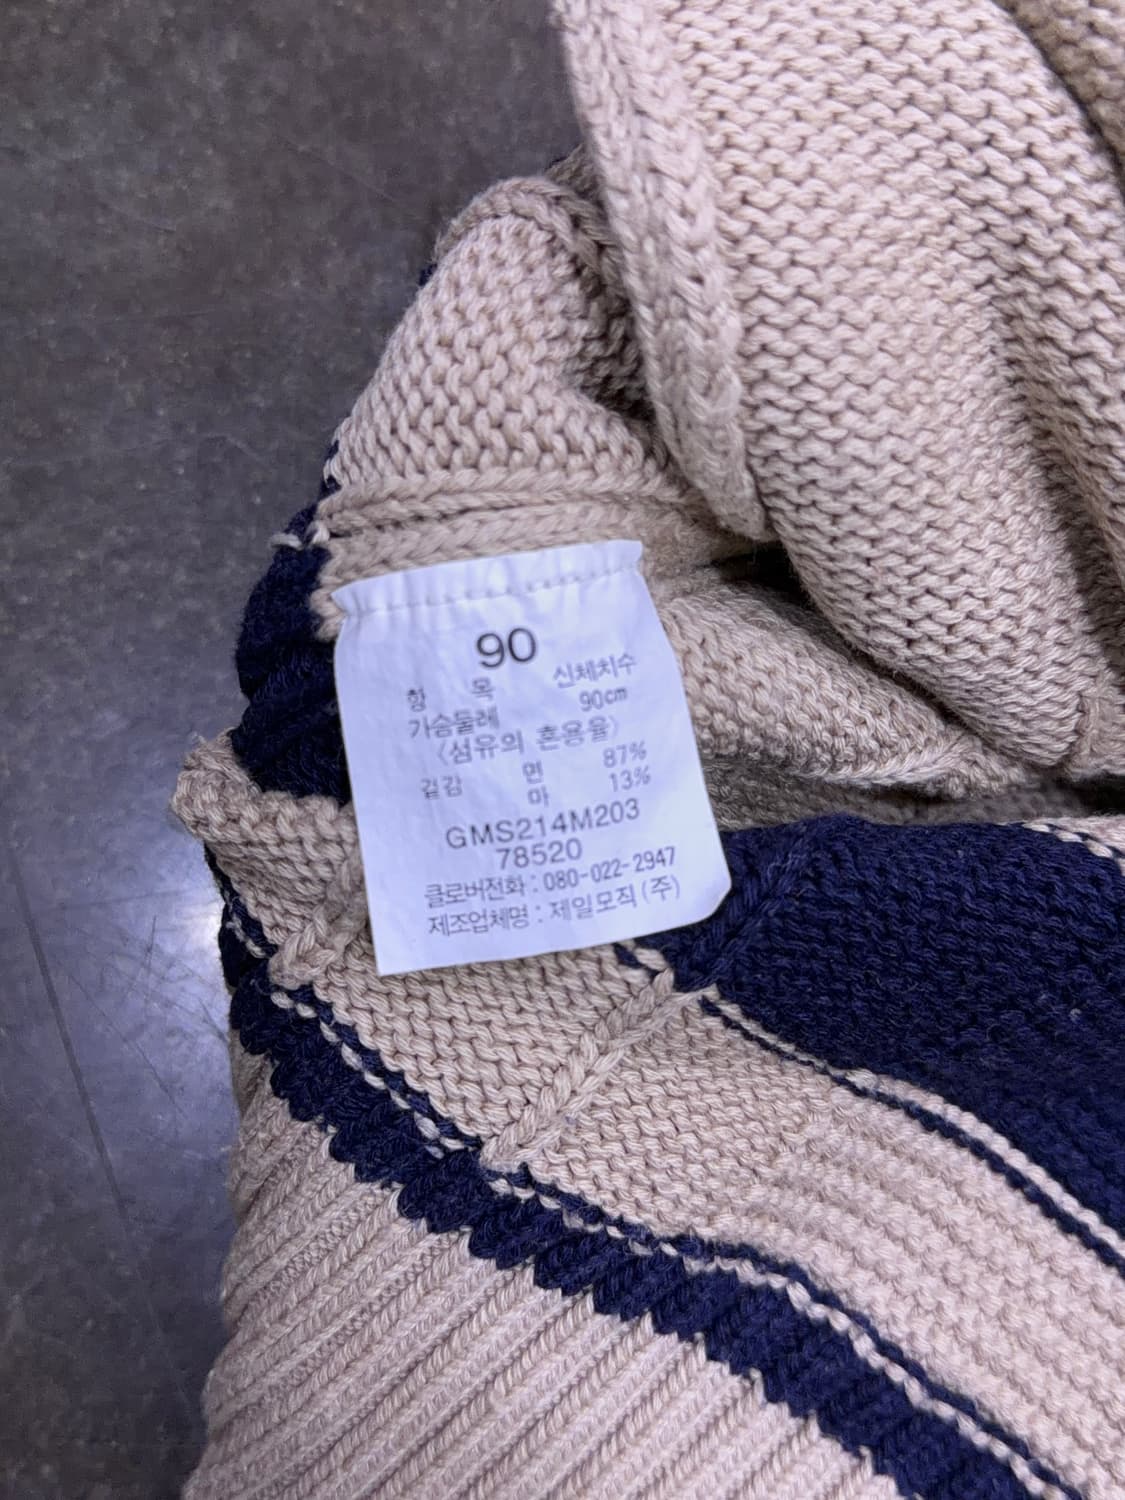 90
항 목 신체치수
가슴둘레 90cm
〈섬유의 혼용율〉
겉감 면 87%
마 13%
GMS214M203
78520
클로버전화 : 080-022-2947
제조업체명 : 제일모직(주)